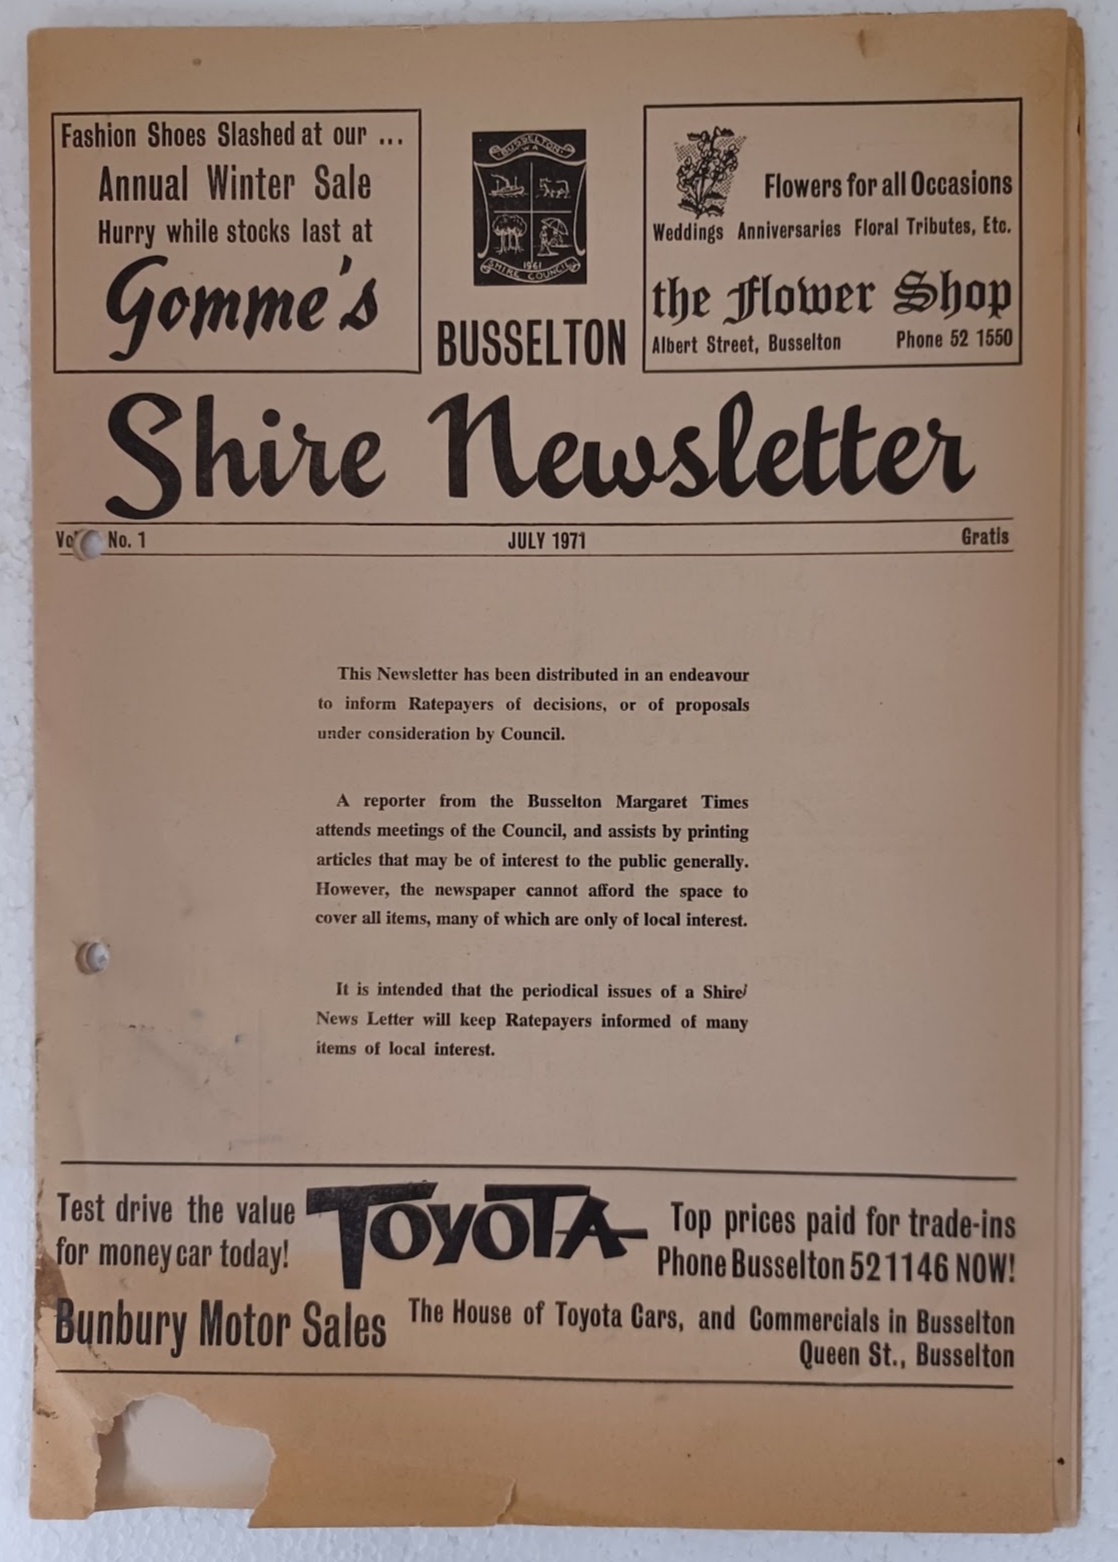 Fashion Shoes Slashed at our ...
Annual Winter Sale
Hurry while stocks last at
Gomme's
BUSSELTON
W A
1961
SHIRE COUNCIL
BUSSELTON
Flowers for all Occasions
Weddings Anniversaries Floral Tributes, Etc.
the Flower Shop
Albert Street, Busselton Phone 52 1550
Shire Newsletter
No. 1 JULY 1971 Gratis
This Newsletter has been distributed in an endeavour
to inform Ratepayers of decisions, or of proposals
under consideration by Council.
A reporter from the Busselton Margaret Times
attends meetings of the Council, and assists by printing
articles that may be of interest to the public generally.
However, the newspaper cannot afford the space to
cover all items, many of which are only of local interest.
It is intended that the periodical issues of a Shire
News Letter will keep Ratepayers informed of many
items of local interest.
Test drive the value
for money car today!
TOYOTA
Top prices paid for trade-ins
Phone Busselton 52 1146 NOW!
Bunbury Motor Sales
The House of Toyota Cars, and Commercials in Busselton
Queen St., Busselton